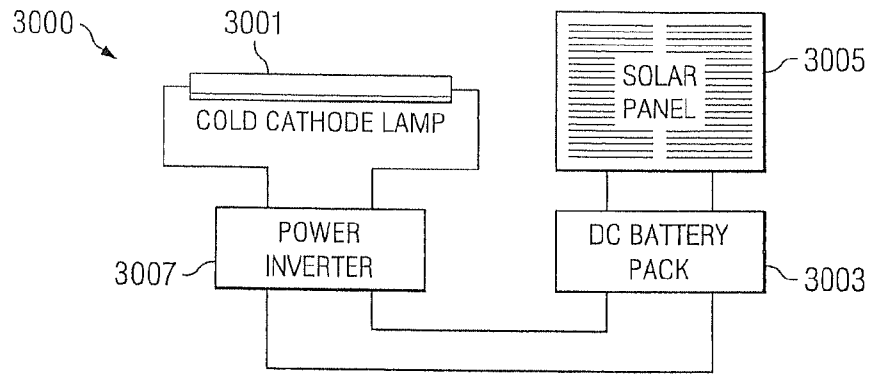 3000
3001
COLD CATHODE LAMP
SOLAR
PANEL
3005
POWER
INVERTER
3007
DC BATTERY
PACK
3003